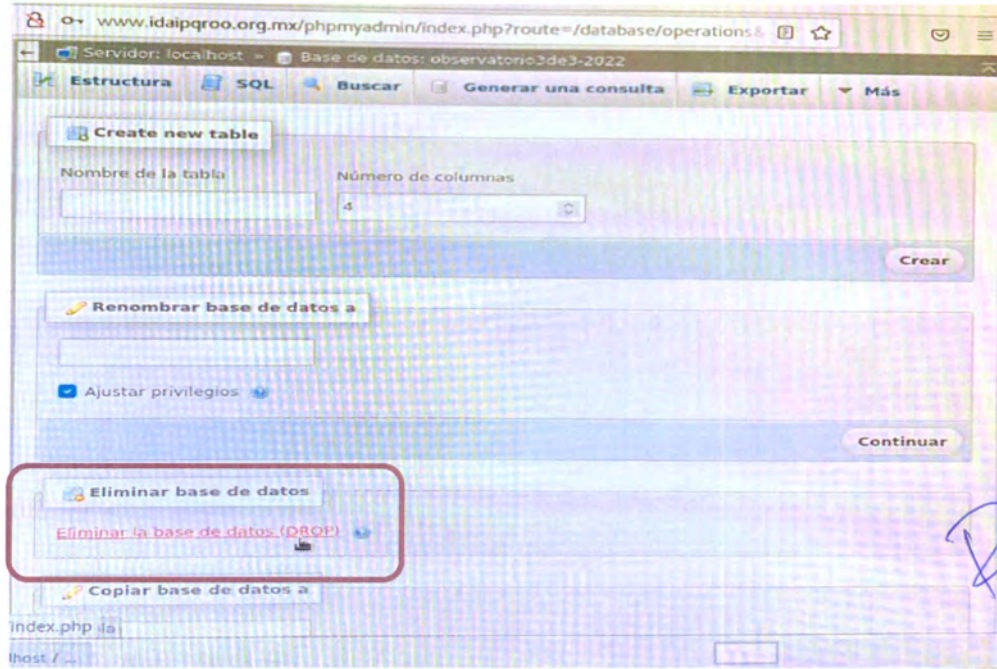 www.idaipqroo.org.mx/phpmyadmin/index.php?route=/database/operations&
Servidor: localhost » Base de datos: observatorio3de3-2022
Estructura SQL Buscar Generar una consulta Exportar Más
Create new table
Nombre de la tabla Número de columnas
4
Crear
Renombrar base de datos a
Ajustar privilegios
Continuar
Eliminar base de datos
Eliminar la base de datos (DROP)
Copiar base de datos a
index.php
lhost / ...